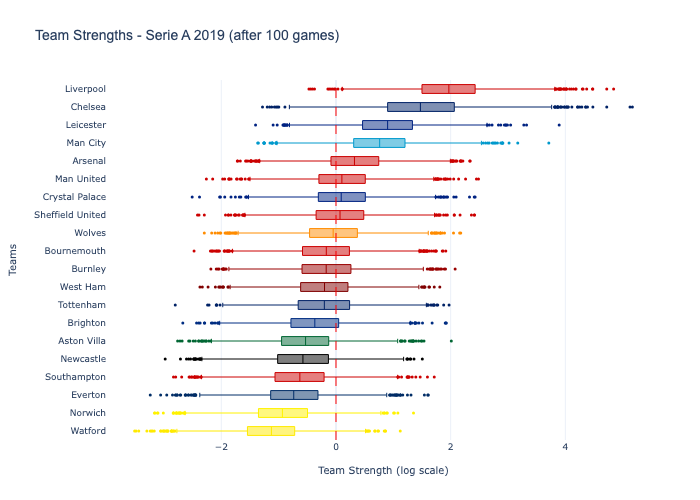 Team Strengths - Serie A 2019 (after 100 games)
Liverpool
Chelsea
Leicester
Man City
Arsenal
Man United
Crystal Palace
Sheffield United
Wolves
Bournemouth
Burnley
West Ham
Tottenham
Brighton
Aston Villa
Newcastle
Southampton
Everton
Norwich
Watford
Teams
−2 0 2 4
Team Strength (log scale)